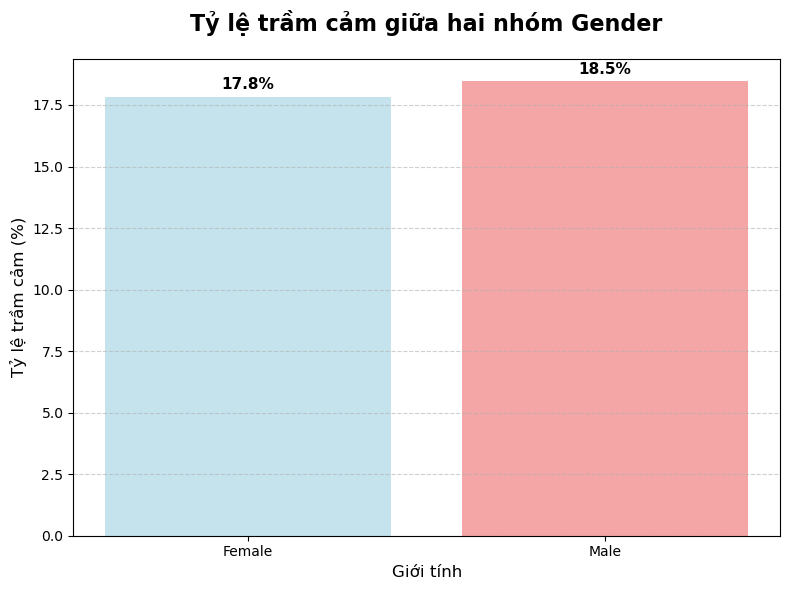 Tỷ lệ trầm cảm giữa hai nhóm Gender
18.5%
17.8%
17.5
15.0
12.5
10.0
7.5
5.0
2.5
0.0
Tỷ lệ trầm cảm (%)
Female
Male
Giới tính